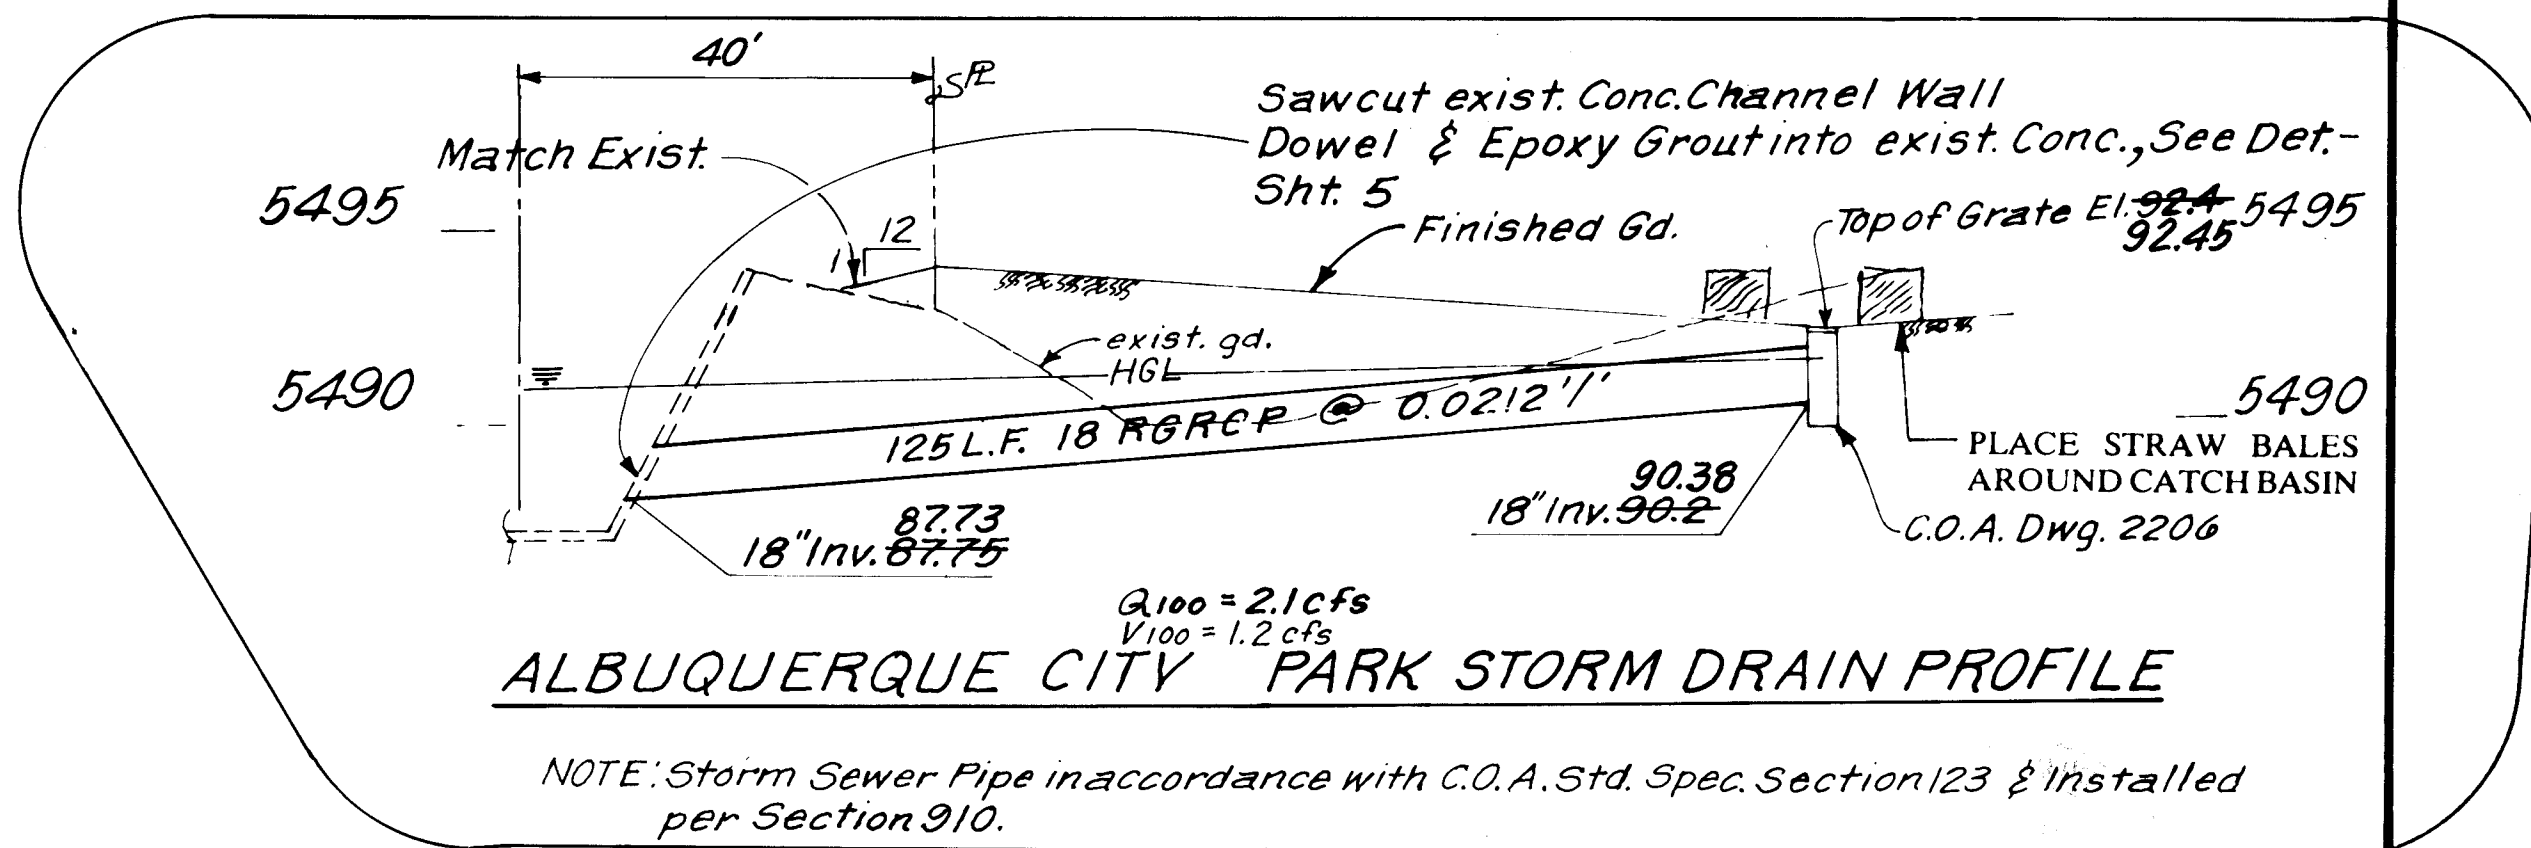 40'
Sawcut exist. Conc. Channel Wall
Dowel & Epoxy Grout into exist. Conc., See Det.-
Sht. 5
Match Exist.
5495
12
1
Finished Gd.
Top of Grate El. 92.4
92.45
5495
exist. gd.
HGL
5490
125 L.F. 18 RGRCP @ 0.0212 '/'
5490
PLACE STRAW BALES
AROUND CATCH BASIN
90.38
18" Inv. 90.2
C.O.A. Dwg. 2206
87.73
18" Inv. 87.75
Q100 = 2.1 cfs
V100 = 1.2 cfs
ALBUQUERQUE CITY PARK STORM DRAIN PROFILE
NOTE: Storm Sewer Pipe in accordance with C.O.A. Std. Spec. Section 123 & Installed
per Section 910.